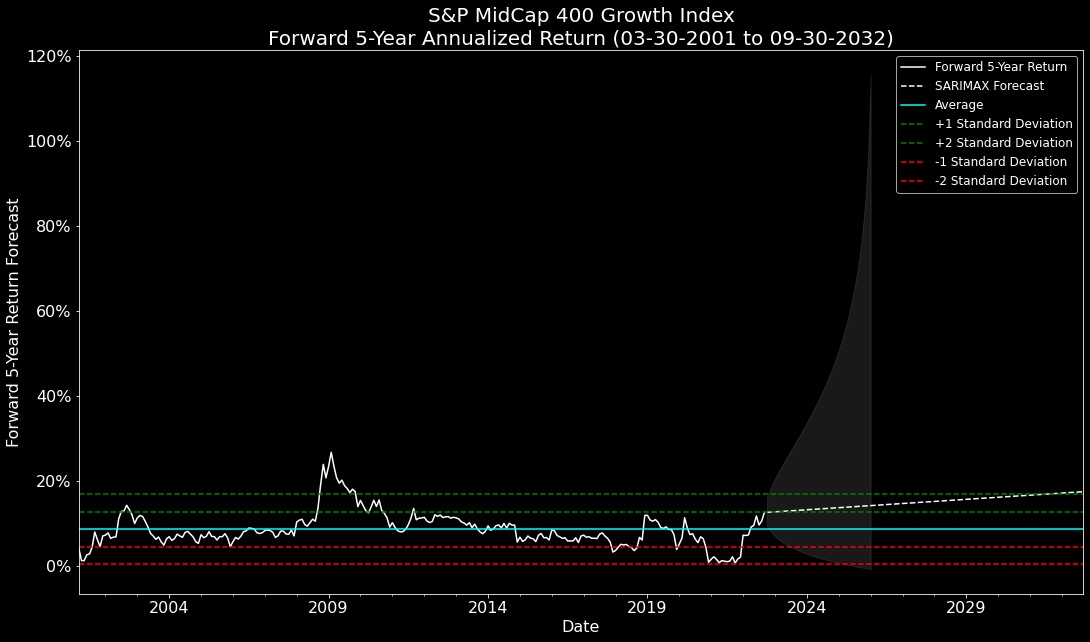 S&P MidCap 400 Growth Index
Forward 5-Year Annualized Return (03-30-2001 to 09-30-2032)
Forward 5-Year Return
SARIMAX Forecast
Average
+1 Standard Deviation
+2 Standard Deviation
-1 Standard Deviation
-2 Standard Deviation
Forward 5-Year Return Forecast
120%
100%
80%
60%
40%
20%
0%
2004
2009
2014
2019
2024
2029
Date